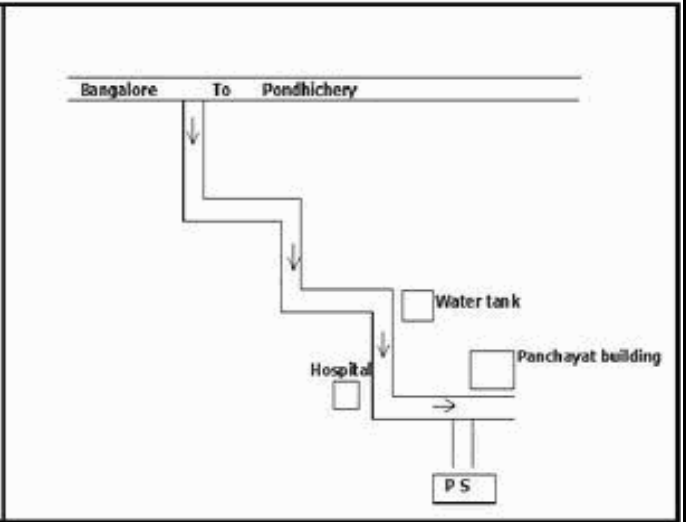 Bangalore To Pondhichery
Water tank
Panchayat building
Hospital
P S